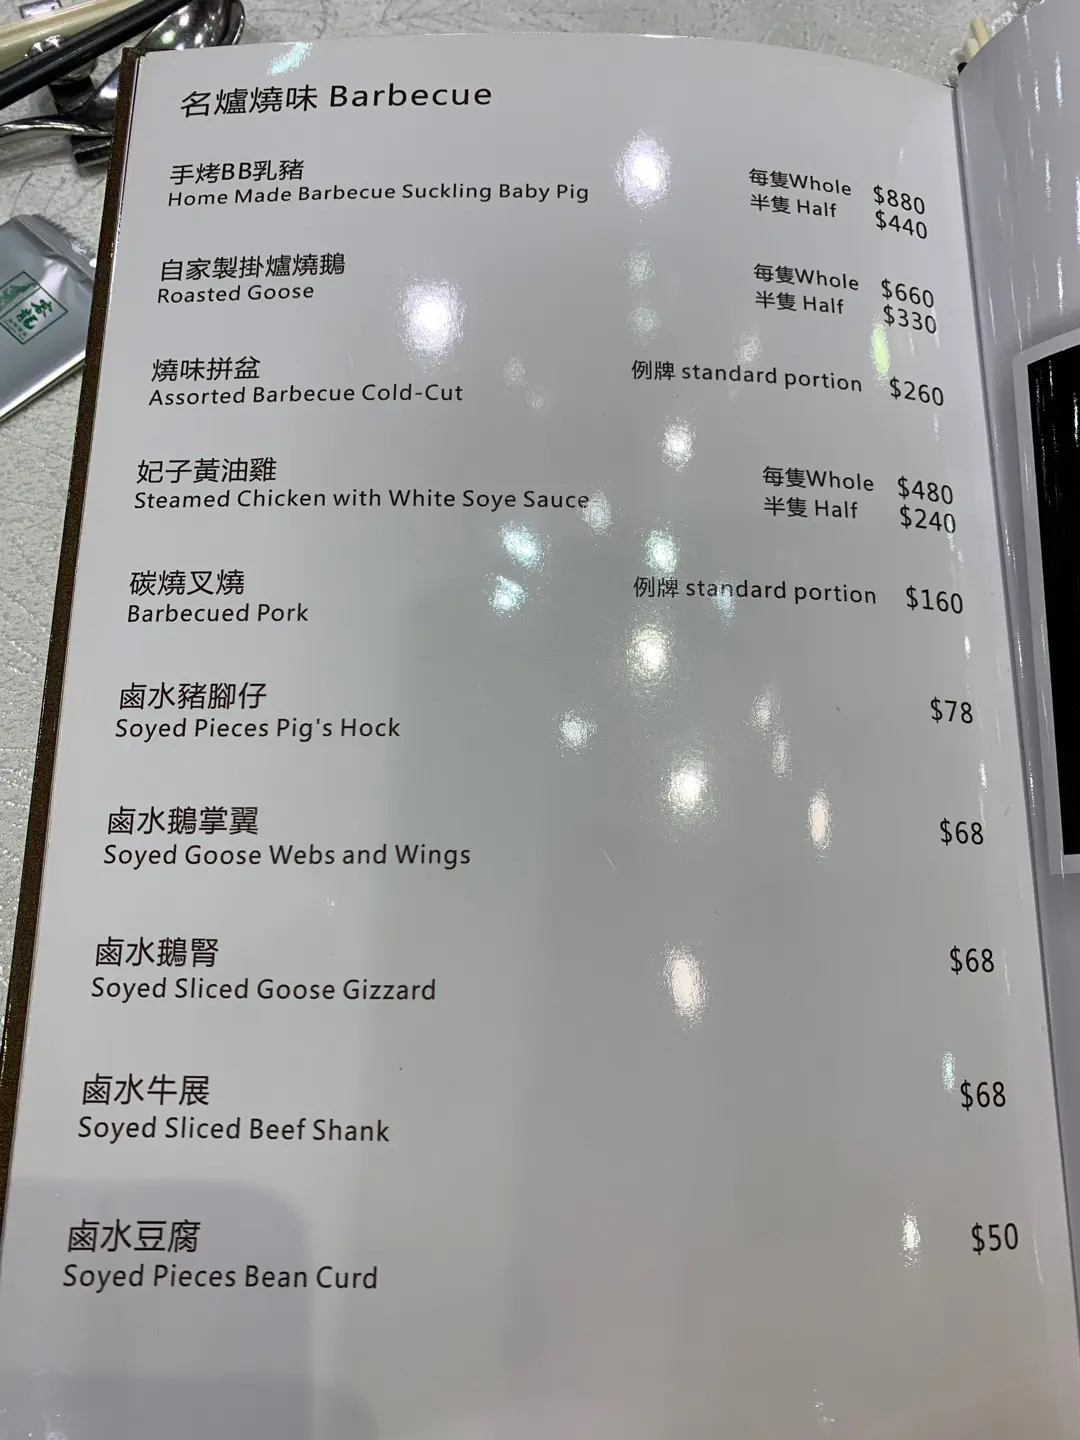 名爐燒味 Barbecue
手烤BB乳豬
Home Made Barbecue Suckling Baby Pig
每隻Whole $880
半隻 Half $440
自家製掛爐燒鵝
Roasted Goose
每隻Whole $660
半隻 Half $330
燒味拼盆
Assorted Barbecue Cold-Cut
例牌 standard portion $260
妃子黃油雞
Steamed Chicken with White Soye Sauce
每隻Whole $480
半隻 Half $240
碳燒叉燒
Barbecued Pork
例牌 standard portion $160
鹵水豬腳仔
Soyed Pieces Pig's Hock
$78
鹵水鵝掌翼
Soyed Goose Webs and Wings
$68
鹵水鵝腎
Soyed Sliced Goose Gizzard
$68
鹵水牛展
Soyed Sliced Beef Shank
$68
鹵水豆腐
Soyed Pieces Bean Curd
$50